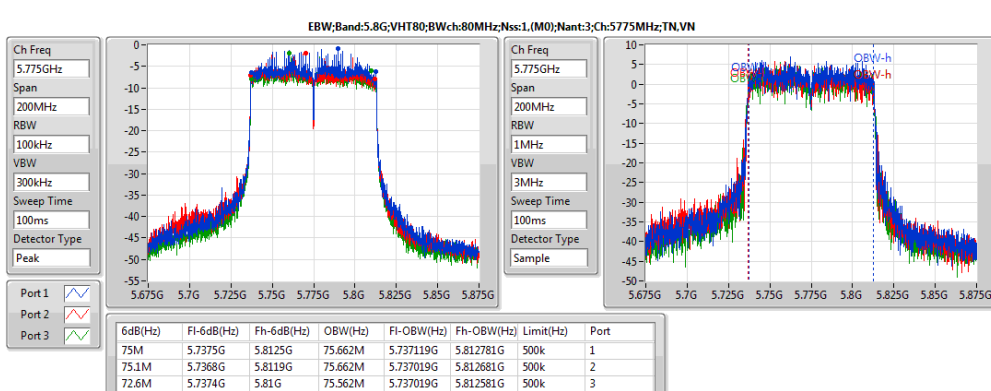 EBW;Band:5.8G;VHT80;BWch:80MHz;Nss:1,(M0);Nant:3;Ch:5775MHz;TN,VN
Ch Freq
5.775GHz
Span
200MHz
RBW
100kHz
VBW
300kHz
Sweep Time
100ms
Detector Type
Peak
0
-5
-10
-15
-20
-25
-30
-35
-40
-45
-50
-55
5.675G 5.7G 5.725G 5.75G 5.775G 5.8G 5.825G 5.85G 5.875G
Ch Freq
5.775GHz
Span
200MHz
RBW
1MHz
VBW
3MHz
Sweep Time
100ms
Detector Type
Sample
10
5
0
-5
-10
-15
-20
-25
-30
-35
-40
-45
-50
OBW-h
OBW-h
5.675G 5.7G 5.725G 5.75G 5.775G 5.8G 5.825G 5.85G 5.875G
Port 1
Port 2
Port 3
6dB(Hz) Fl-6dB(Hz) Fh-6dB(Hz) OBW(Hz) Fl-OBW(Hz) Fh-OBW(Hz) Limit(Hz) Port
75M 5.7375G 5.8125G 75.662M 5.737119G 5.812781G 500k 1
75.1M 5.7368G 5.8119G 75.662M 5.737019G 5.812681G 500k 2
72.6M 5.7374G 5.81G 75.562M 5.737019G 5.812581G 500k 3